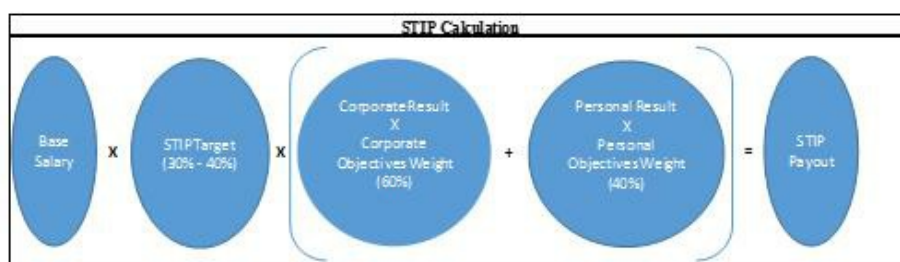 STIP Calculation
Base
Salary
X
STIP Target
(30% - 40%)
X
Corporate Result
X
Corporate
Objectives Weight
(60%)
+
Personal Result
X
Personal
Objectives Weight
(40%)
=
STIP
Payout